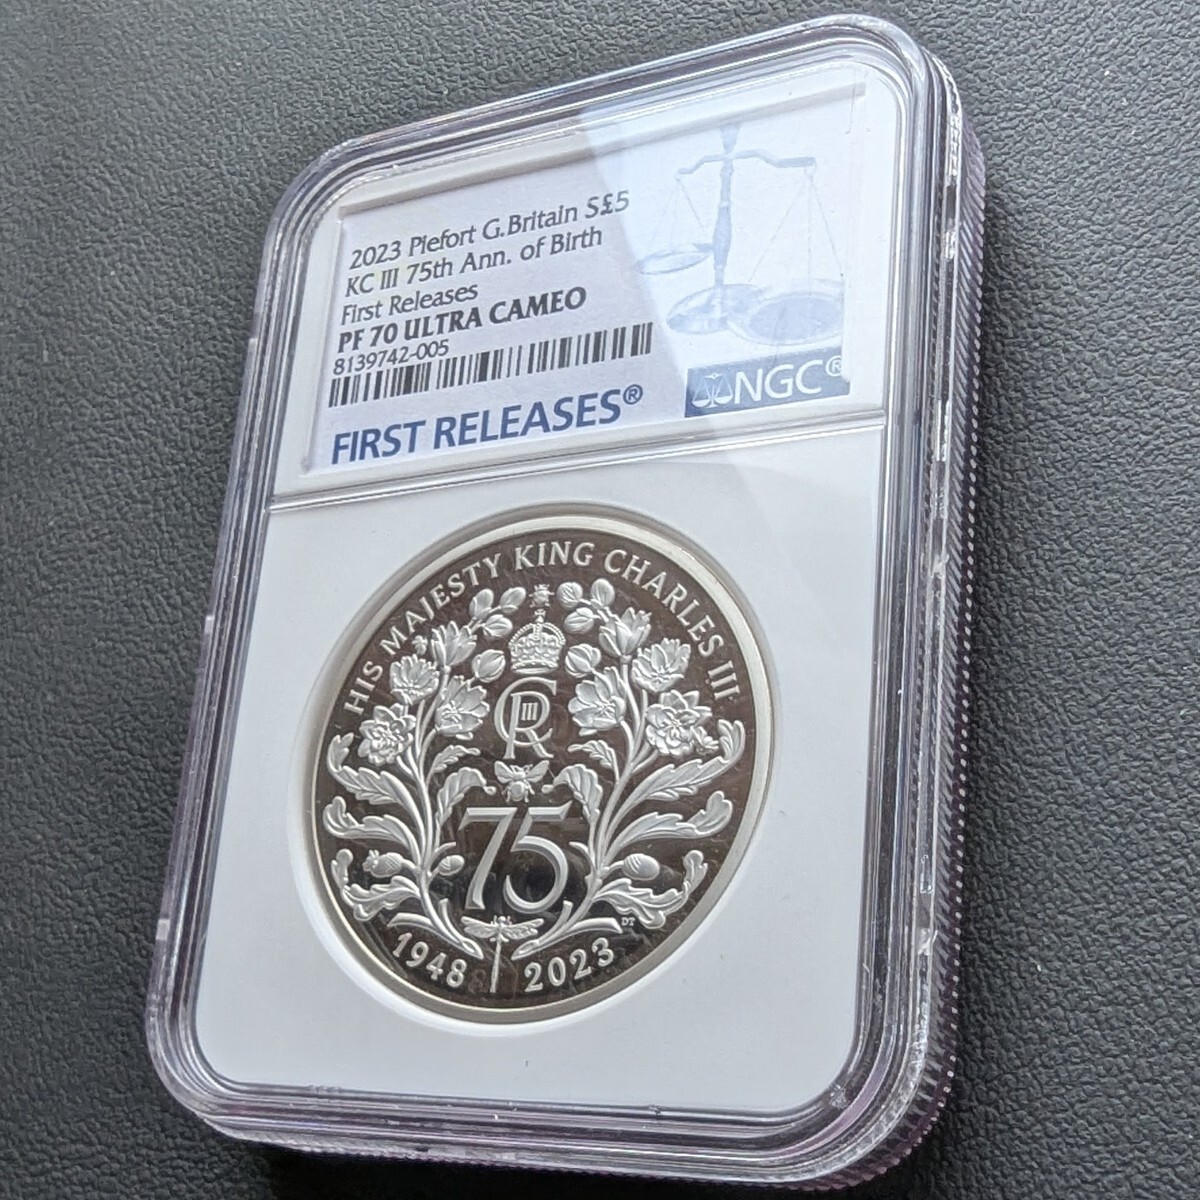 2023 Piefort G.Britain S£5
KC III 75th Ann. of Birth
First Releases
PF 70 ULTRA CAMEO
8139742-005
FIRST RELEASES®
NGC®
HIS MAJESTY KING CHARLES III
CR III
75
DT
1948 2023